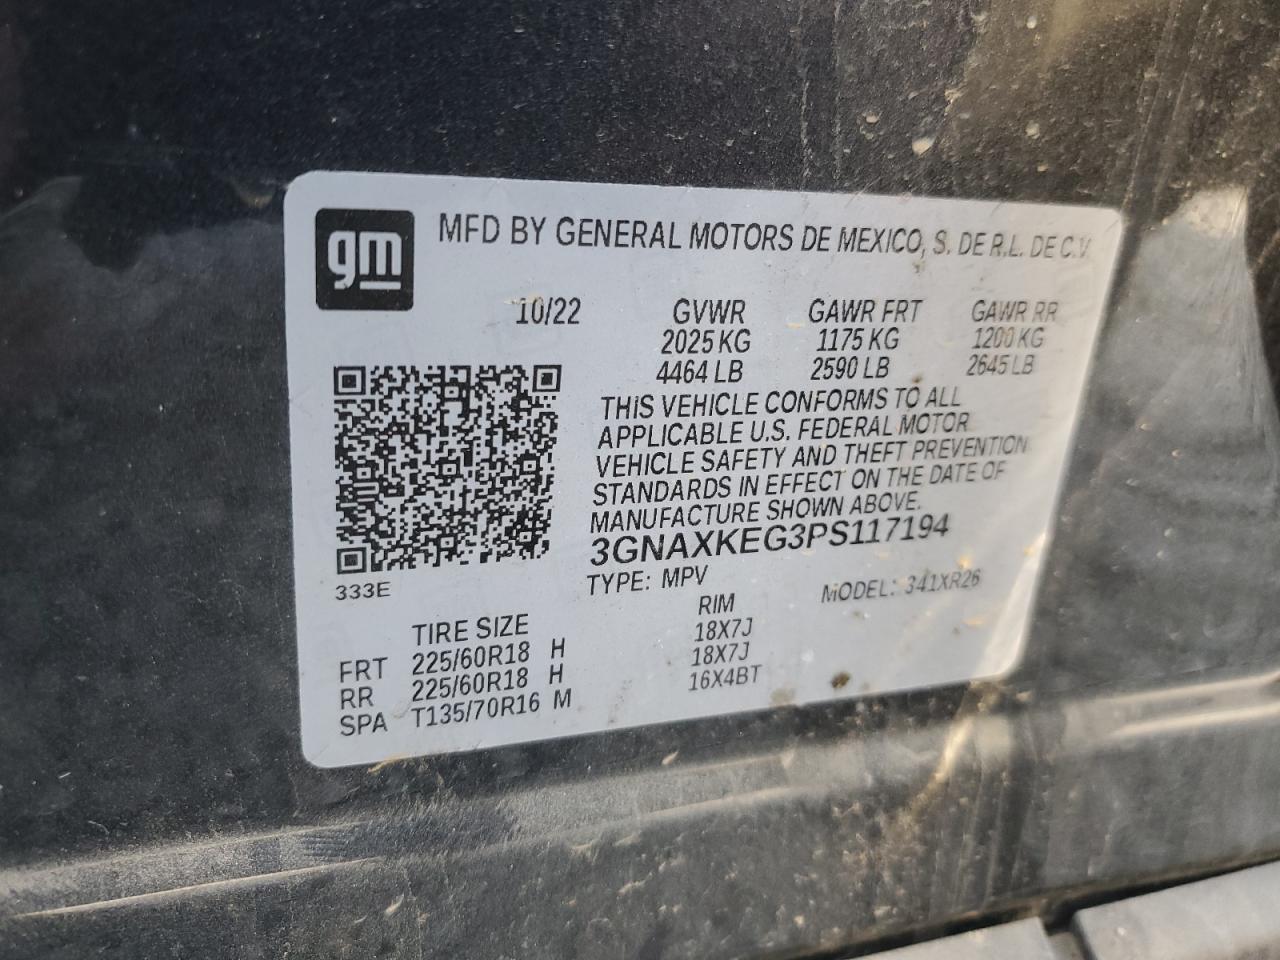 gm
MFD BY GENERAL MOTORS DE MEXICO, S. DE R.L. DE C.V.
10/22
GVWR GAWR FRT GAWR RR
2025 KG 1175 KG 1200 KG
4464 LB 2590 LB 2645 LB
THIS VEHICLE CONFORMS TO ALL
APPLICABLE U.S. FEDERAL MOTOR
VEHICLE SAFETY AND THEFT PREVENTION
STANDARDS IN EFFECT ON THE DATE OF
MANUFACTURE SHOWN ABOVE.
3GNAXKEG3PS117194
333E
TYPE: MPV MODEL: 341XR26
TIRE SIZE RIM
FRT 225/60R18 H 18X7J
RR 225/60R18 H 18X7J
SPA T135/70R16 M 16X4BT